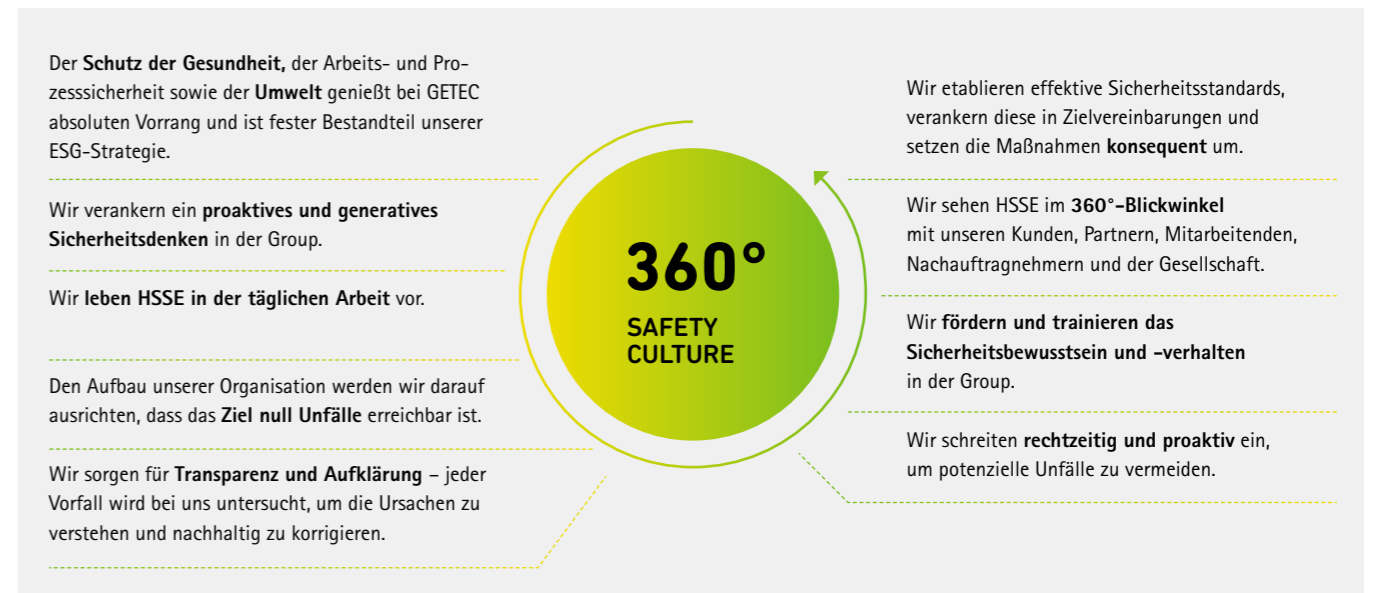 Der Schutz der Gesundheit, der Arbeits- und Pro-
zesssicherheit sowie der Umwelt genießt bei GETEC
absoluten Vorrang und ist fester Bestandteil unserer
ESG-Strategie.
Wir verankern ein proaktives und generatives
Sicherheitsdenken in der Group.
Wir leben HSSE in der täglichen Arbeit vor.
Den Aufbau unserer Organisation werden wir darauf
ausrichten, dass das Ziel null Unfälle erreichbar ist.
Wir sorgen für Transparenz und Aufklärung – jeder
Vorfall wird bei uns untersucht, um die Ursachen zu
verstehen und nachhaltig zu korrigieren.
360°
SAFETY
CULTURE
Wir etablieren effektive Sicherheitsstandards,
verankern diese in Zielvereinbarungen und
setzen die Maßnahmen konsequent um.
Wir sehen HSSE im 360°-Blickwinkel
mit unseren Kunden, Partnern, Mitarbeitenden,
Nachauftragnehmern und der Gesellschaft.
Wir fördern und trainieren das
Sicherheitsbewusstsein und -verhalten
in der Group.
Wir schreiten rechtzeitig und proaktiv ein,
um potenzielle Unfälle zu vermeiden.